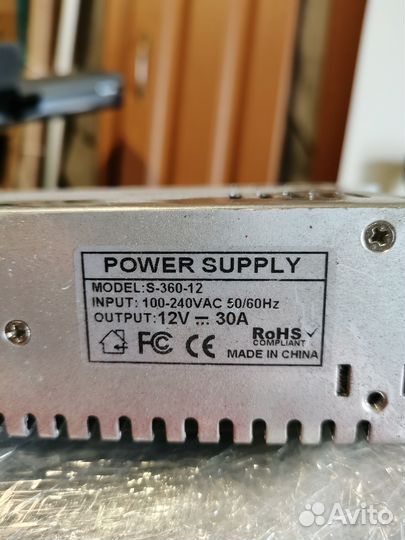 POWER SUPPLY
MODEL:S-360-12
INPUT: 100-240VAC 50/60Hz
OUTPUT: 12V ⎓ 30A
FC CE RoHS ✓
COMPLIANT
MADE IN CHINA
Avito